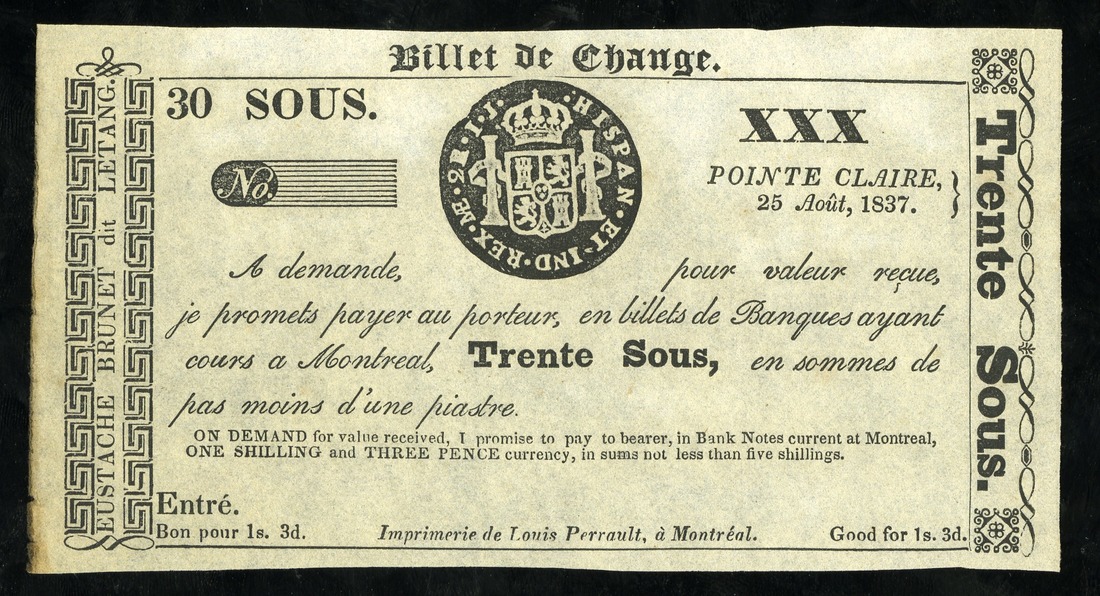 Billet de Change.
30 SOUS.
XXX
No.
POINTE CLAIRE,
25 Août, 1837.
·HISPAN·ET·IND·REX·ME·6R·I·I·
A demande, pour valeur reçue,
je promets payer au porteur, en billets de Banques ayant
cours a Montreal, Trente Sous, en sommes de
pas moins d'une piastre.
ON DEMAND for value received, I promise to pay to bearer, in Bank Notes current at Montreal,
ONE SHILLING and THREE PENCE currency, in sums not less than five shillings.
Entré.
Bon pour 1s. 3d.
Imprimerie de Louis Perrault, à Montréal.
Good for 1s. 3d.
EUSTACHE BRUNET dit LETANG.
Trente Sous.